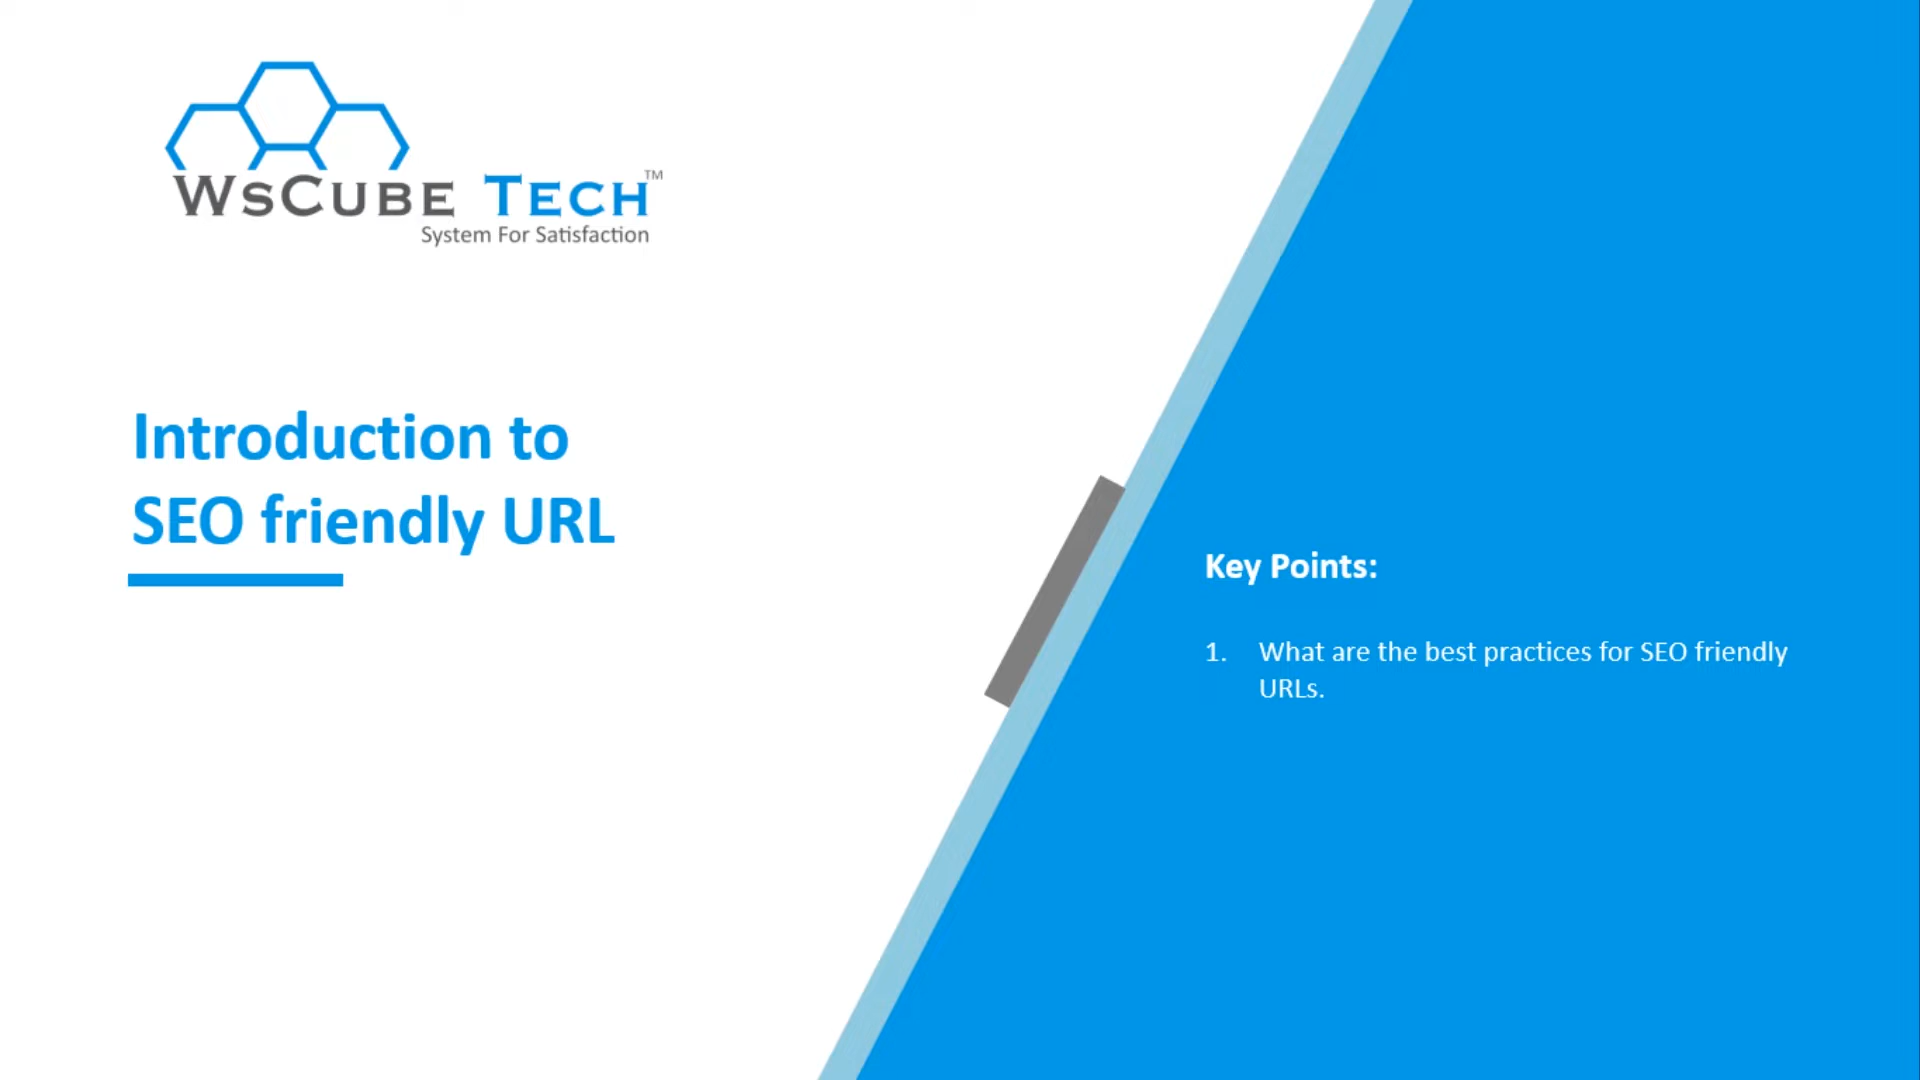 WsCube Tech™
System For Satisfaction
Introduction to
SEO friendly URL
Key Points:
1. What are the best practices for SEO friendly
URLs.